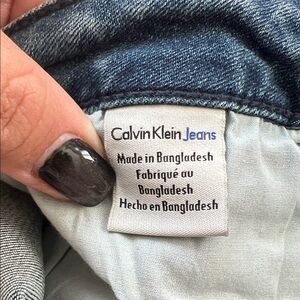 Calvin Klein Jeans
Made in Bangladesh
Fabriqué au
Bangladesh
Hecho en Bangladesh